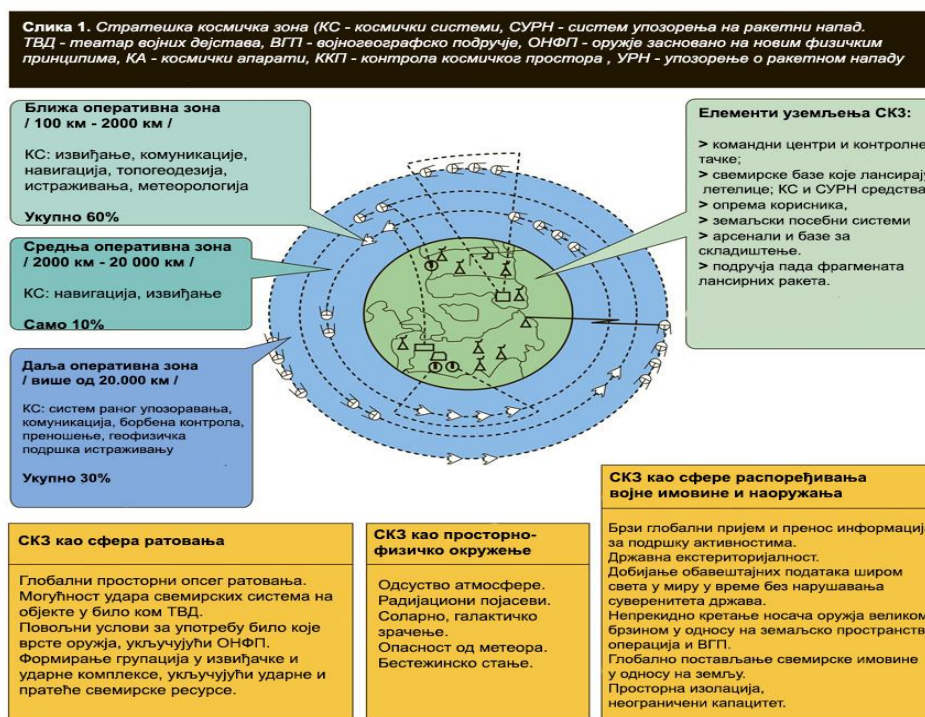 Слика 1. Стратешка космичка зона (КС - космички системи, СУРН - систем упозорења на ракетни напад.
ТВД - театар војних дејстава, ВГП - војногеографско подручје, ОНФП - оружје засновано на новим физичким
принципима, КА - космички апарати, ККП - контрола космичког простора , УРН - упозорење о ракетном нападу
Ближа оперативна зона
/ 100 км - 2000 км /
КС: извиђање, комуникације,
навигација, топогеодезија,
истраживања, метеорологија
Укупно 60%
Средња оперативна зона
/ 2000 км - 20 000 км /
КС: навигација, извиђање
Само 10%
Даља оперативна зона
/ више од 20.000 км /
КС: систем раног упозоравања,
комуникација, борбена контрола,
преношење, геофизичка
подршка истраживању
Укупно 30%
Елементи уземљења СКЗ:
> командни центри и контролне
тачке;
> свемирске базе које лансирај
летелице; КС и СУРН средства
> опрема корисника,
> земаљски посебни системи
> арсенали и базе за
складиштење.
> подручја пада фрагмената
лансирних ракета.
СКЗ као сфера ратовања
Глобални просторни опсег ратовања.
Могућност удара свемирских система на
објекте у било ком ТВД.
Повољни услови за употребу било које
врсте оружја, укључујући ОНФП.
Формирање групација у извиђачке и
ударне комплексе, укључујући ударне и
пратеће свемирске ресурсе.
СКЗ као просторно-
физичко окружење
Одсуство атмосфере.
Радијациони појасеви.
Соларно, галактичко
зрачење.
Опасност од метеора.
Бестежинско стање.
СКЗ као сфере распоређивања
војне имовине и наоружања
Брзи глобални пријем и пренос информација
за подршку активностима.
Државна екстериторијалност.
Добијање обавештајних података широм
света у миру у време без нарушавања
суверенитета држава.
Непрекидно кретање носача оружја великом
брзином у односу на земаљско пространств
операција и ВГП.
Глобално постављање свемирске имовине
у односу на земљу.
Просторна изолација,
неограничени капацитет.